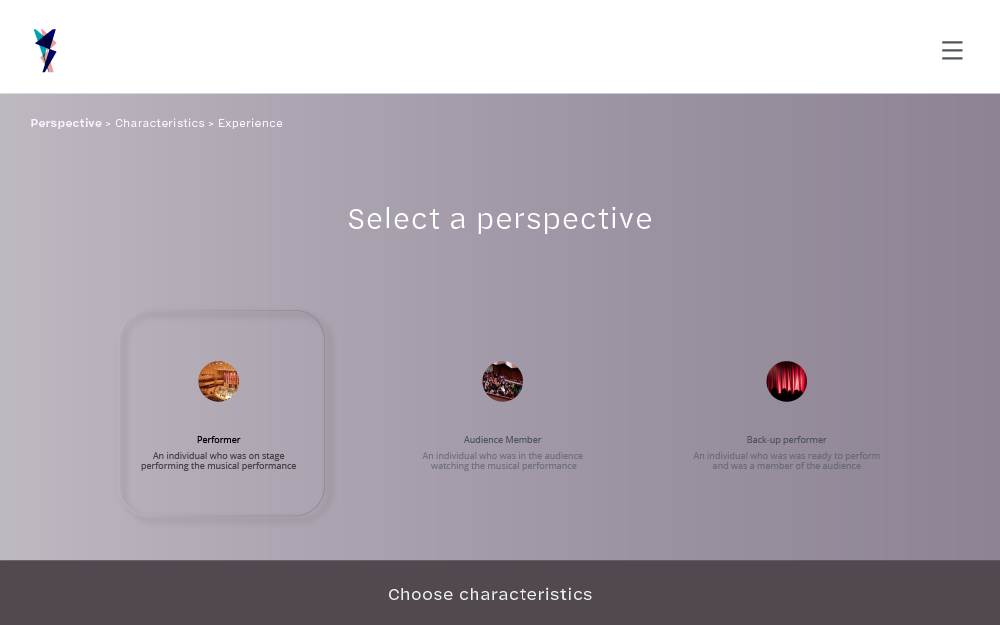 Perspective > Characteristics > Experience
Select a perspective
Performer
An individual who was on stage
performing the musical performance
Audience Member
An individual who was in the audience
watching the musical performance
Back-up performer
An individual who was was ready to perform
and was a member of the audience
Choose characteristics